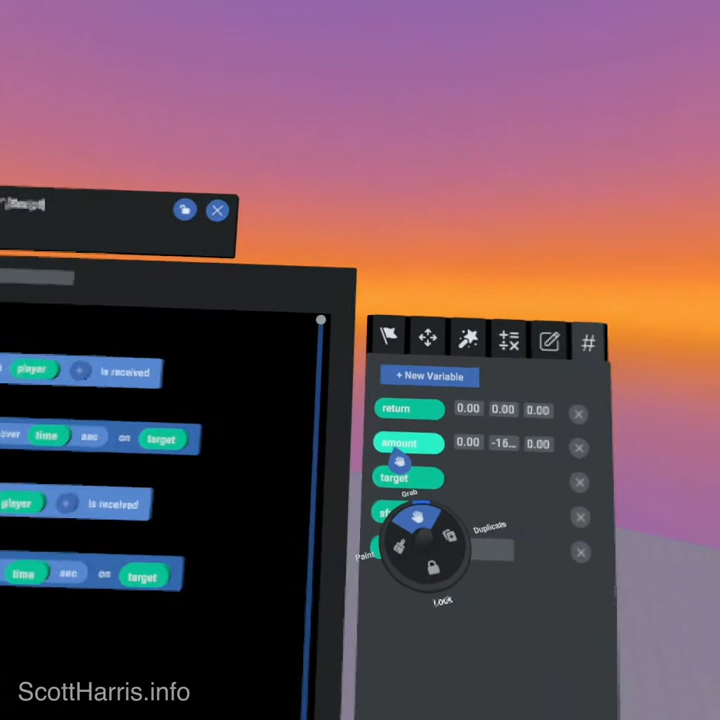 player is received
over time sec on target
player is received
time sec on target
#
+ New Variable
return 0.00 0.00 0.00
amount 0.00 -16... 0.00
target
Grab
Duplicate
Paint
Lock
ScottHarris.info